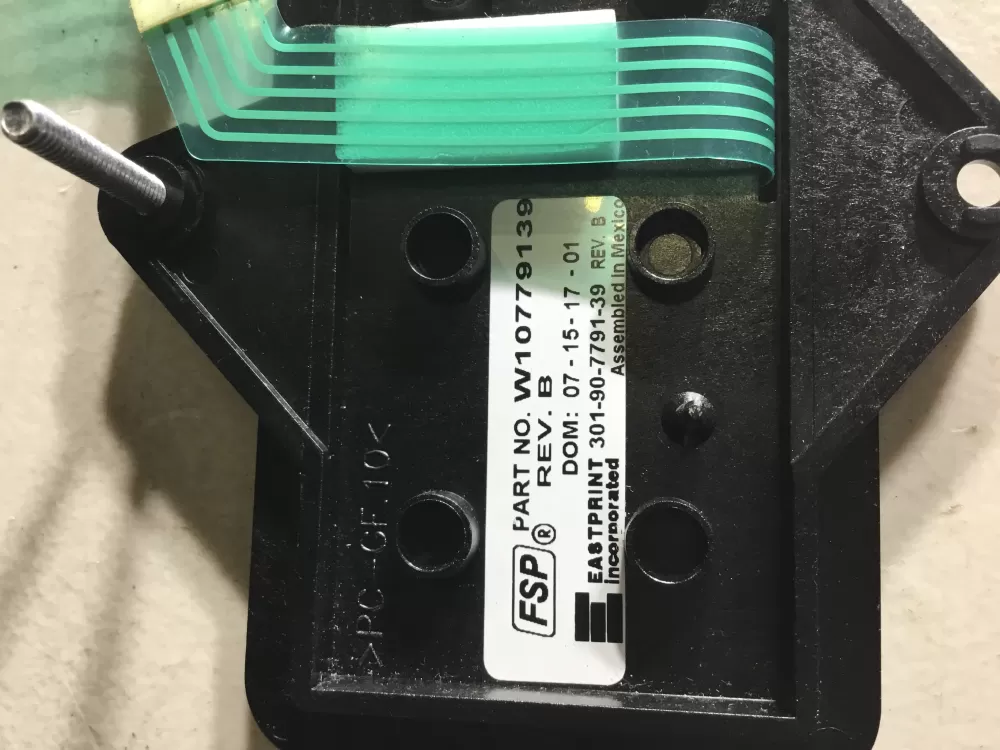 PART NO. W10779139
REV. B
DOM: 07-15-17-01
FSP®
EASTPRINT 301-90-7791-39 REV. B
incorporated
Assembled in Mexico
>PC-GF10<